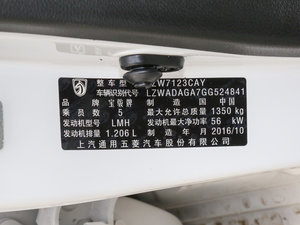 整车型 ZW7123CAY
车辆识别代号 LZWADAGA7GG524841
品牌 宝骏牌 制造国 中国
乘员数 5 最大允许总质量 1350 kg
发动机型号 LMH 发动机最大净功率 56 kW
发动机排量 1.206 L 制造年月 2016/10
上汽通用五菱汽车股份有限公司